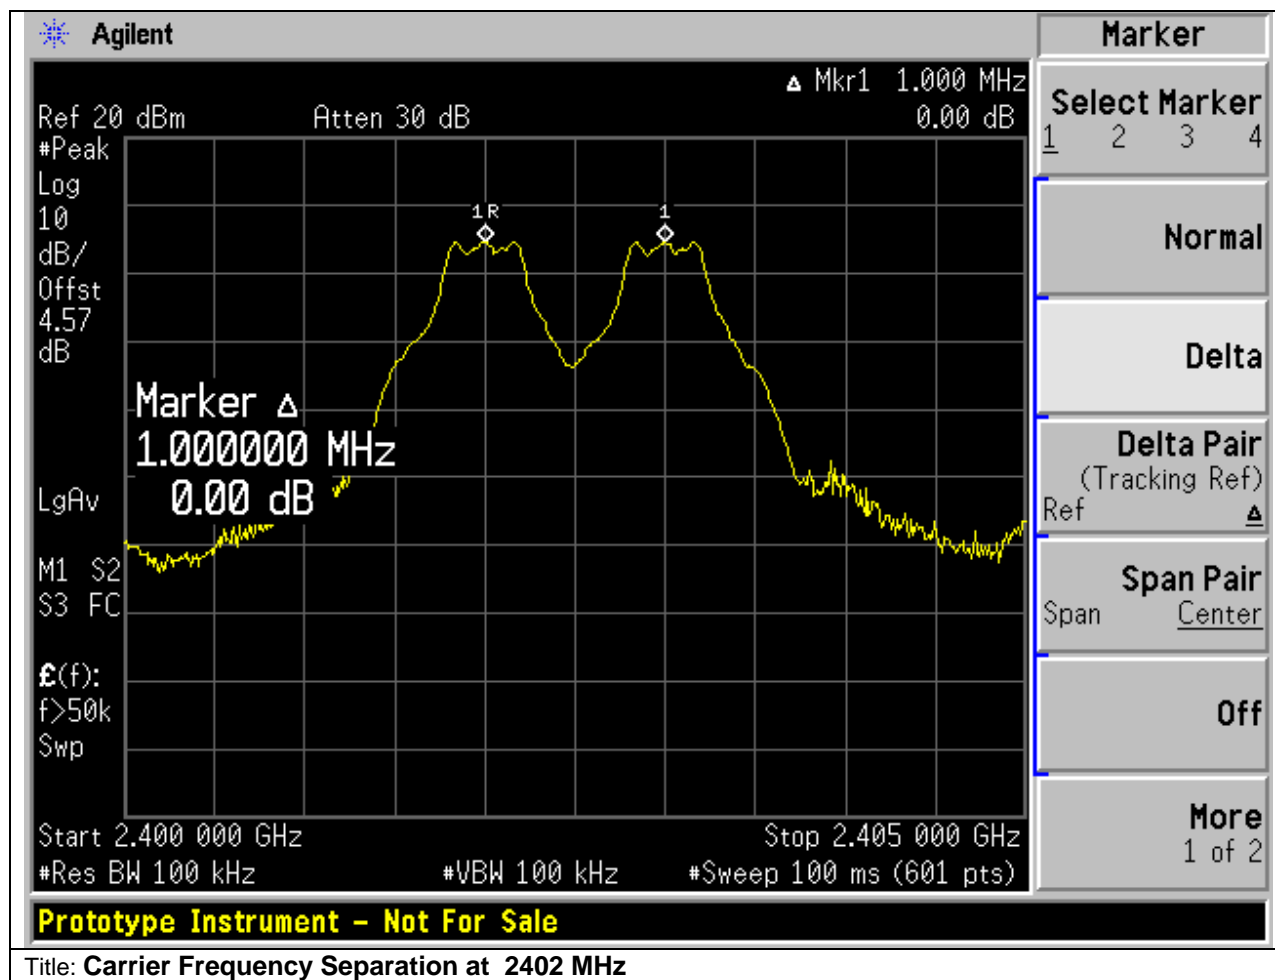 Agilent
Marker
Δ Mkr1 1.000 MHz
Ref 20 dBm Atten 30 dB 0.00 dB
#Peak
Log
10
dB/
Offst
4.57
dB
1R
1
Marker Δ
1.000000 MHz
0.00 dB
LgAv
M1 S2
S3 FC
£(f):
f>50k
Swp
Start 2.400 000 GHz Stop 2.405 000 GHz
#Res BW 100 kHz #VBW 100 kHz #Sweep 100 ms (601 pts)
Select Marker
1 2 3 4
Normal
Delta
Delta Pair
(Tracking Ref)
Ref Δ
Span Pair
Span Center
Off
More
1 of 2
Prototype Instrument – Not For Sale
Title: Carrier Frequency Separation at 2402 MHz